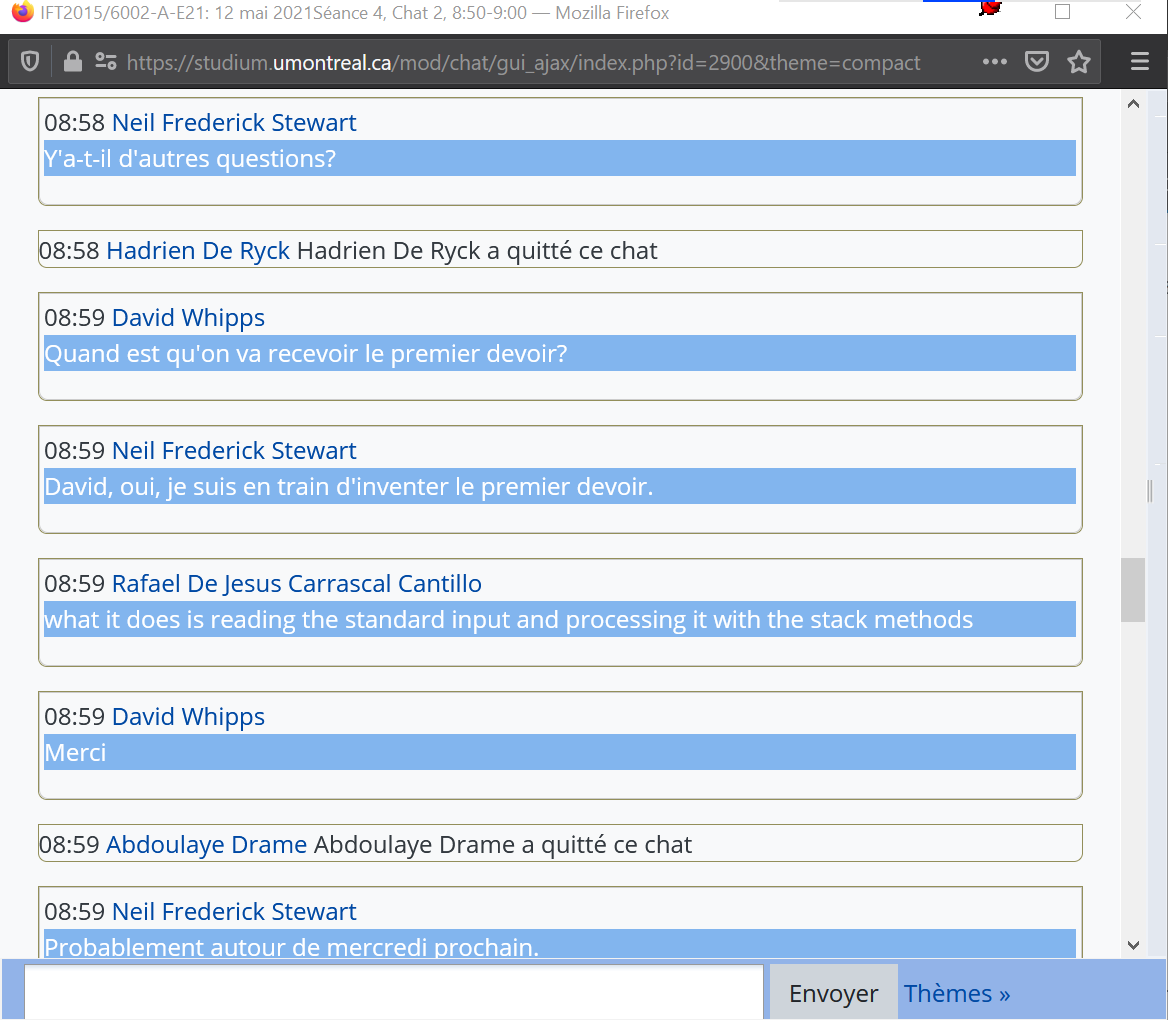 IFT2015/6002-A-E21: 12 mai 2021Séance 4, Chat 2, 8:50-9:00 — Mozilla Firefox
https://studium.umontreal.ca/mod/chat/gui_ajax/index.php?id=2900&theme=compact
08:58 Neil Frederick Stewart
Y'a-t-il d'autres questions?
08:58 Hadrien De Ryck Hadrien De Ryck a quitté ce chat
08:59 David Whipps
Quand est qu'on va recevoir le premier devoir?
08:59 Neil Frederick Stewart
David, oui, je suis en train d'inventer le premier devoir.
08:59 Rafael De Jesus Carrascal Cantillo
what it does is reading the standard input and processing it with the stack methods
08:59 David Whipps
Merci
08:59 Abdoulaye Drame Abdoulaye Drame a quitté ce chat
08:59 Neil Frederick Stewart
Probablement autour de mercredi prochain.
Envoyer Thèmes »